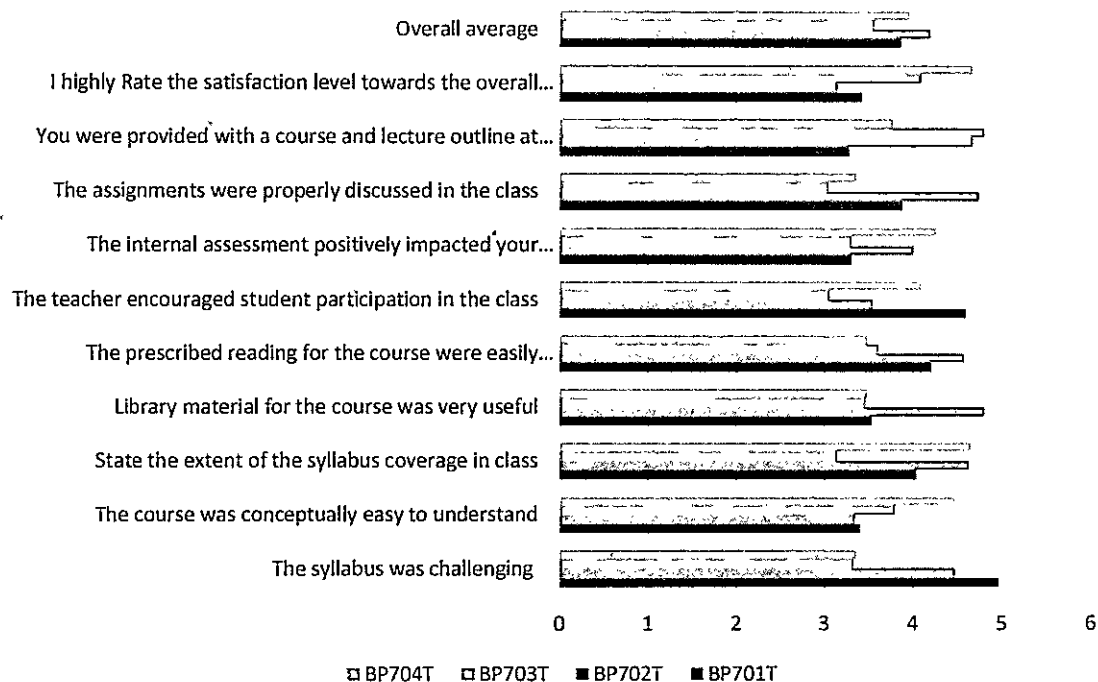 Overall average
I highly Rate the satisfaction level towards the overall...
You were provided with a course and lecture outline at...
The assignments were properly discussed in the class
The internal assessment positively impacted your...
The teacher encouraged student participation in the class
The prescribed reading for the course were easily...
Library material for the course was very useful
State the extent of the syllabus coverage in class
The course was conceptually easy to understand
The syllabus was challenging
0 1 2 3 4 5 6
BP704T BP703T BP702T BP701T